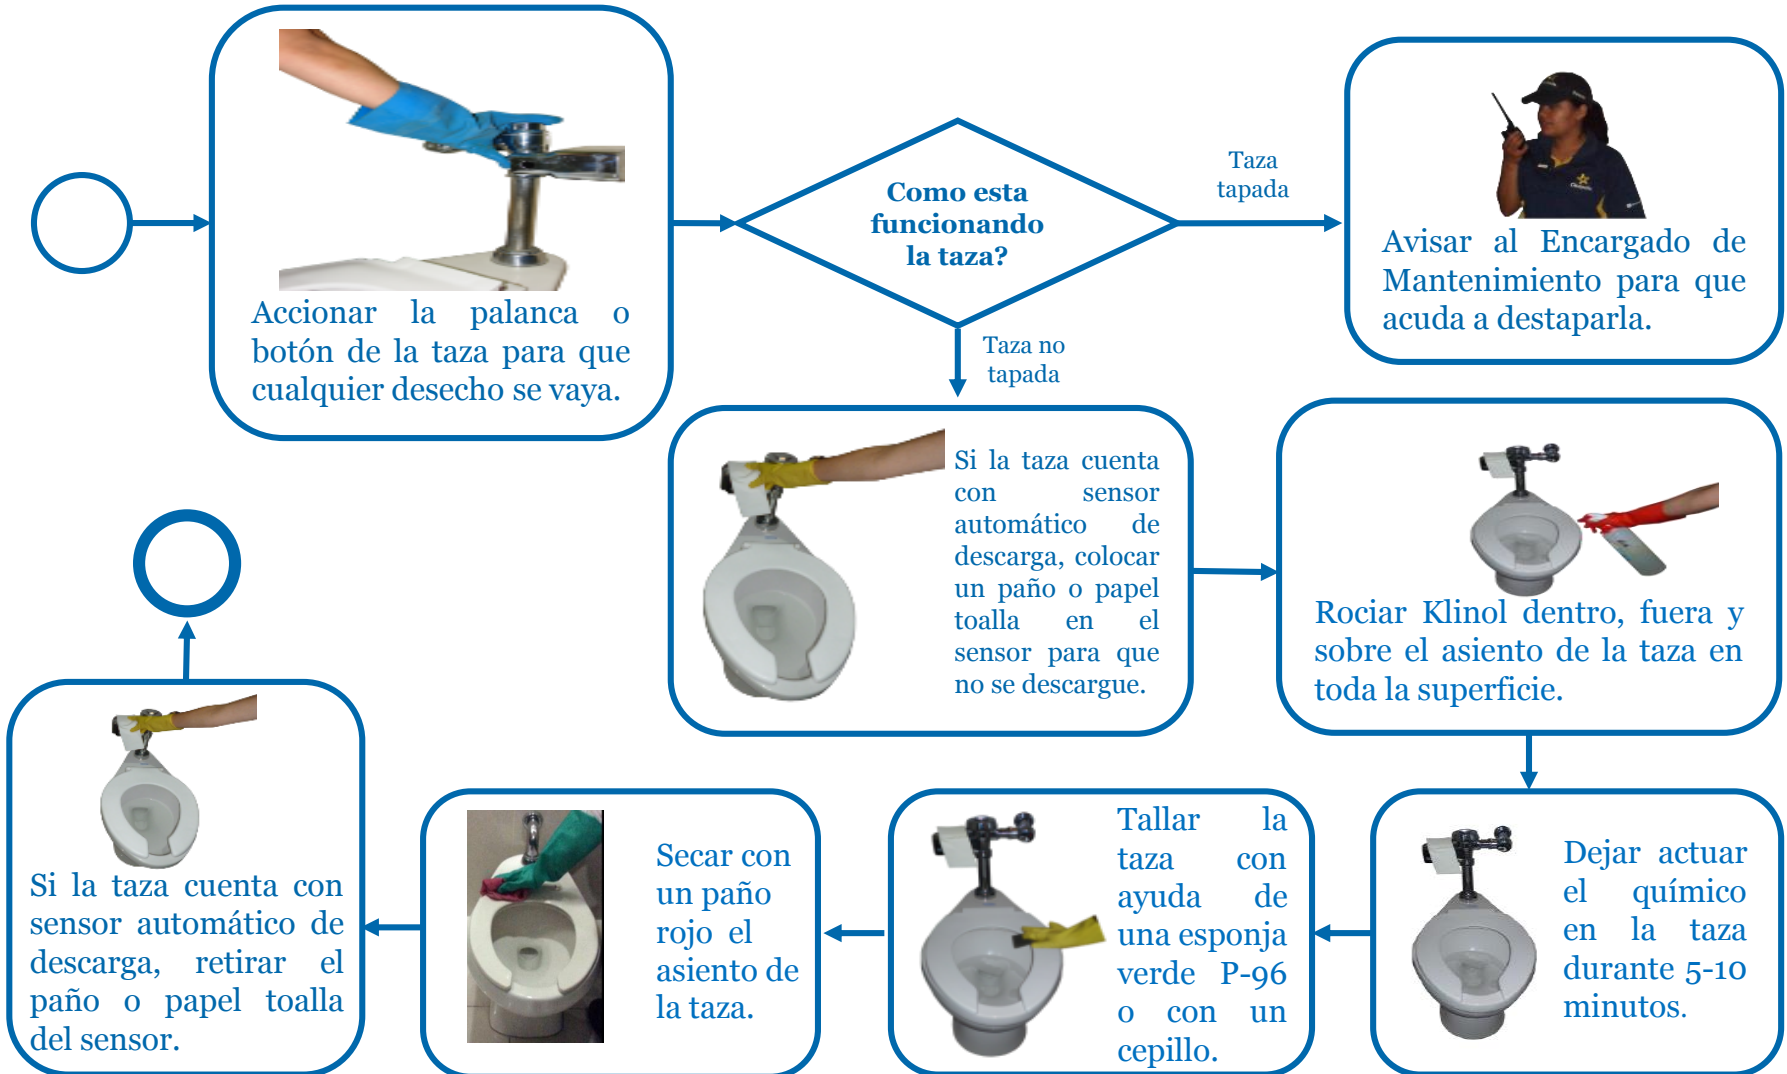 Accionar la palanca o
botón de la taza para que
cualquier desecho se vaya.
Como esta
funcionando
la taza?
Taza
tapada
Avisar al Encargado de
Mantenimiento para que
acuda a destaparla.
Taza no
tapada
Si la taza cuenta
con sensor
automático de
descarga, colocar
un paño o papel
toalla en el
sensor para que
no se descargue.
Rociar Klinol dentro, fuera y
sobre el asiento de la taza en
toda la superficie.
Dejar actuar
el químico
en la taza
durante 5-10
minutos.
Tallar la
taza con
ayuda de
una esponja
verde P-96
o con un
cepillo.
Secar con
un paño
rojo el
asiento de
la taza.
Si la taza cuenta con
sensor automático de
descarga, retirar el
paño o papel toalla
del sensor.